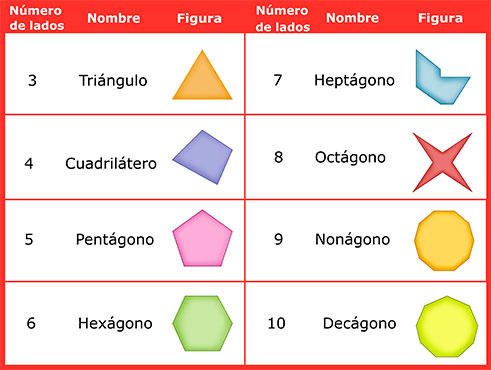 Número de lados Nombre Figura
3 Triángulo
4 Cuadrilátero
5 Pentágono
6 Hexágono
Número de lados Nombre Figura
7 Heptágono
8 Octágono
9 Nonágono
10 Decágono